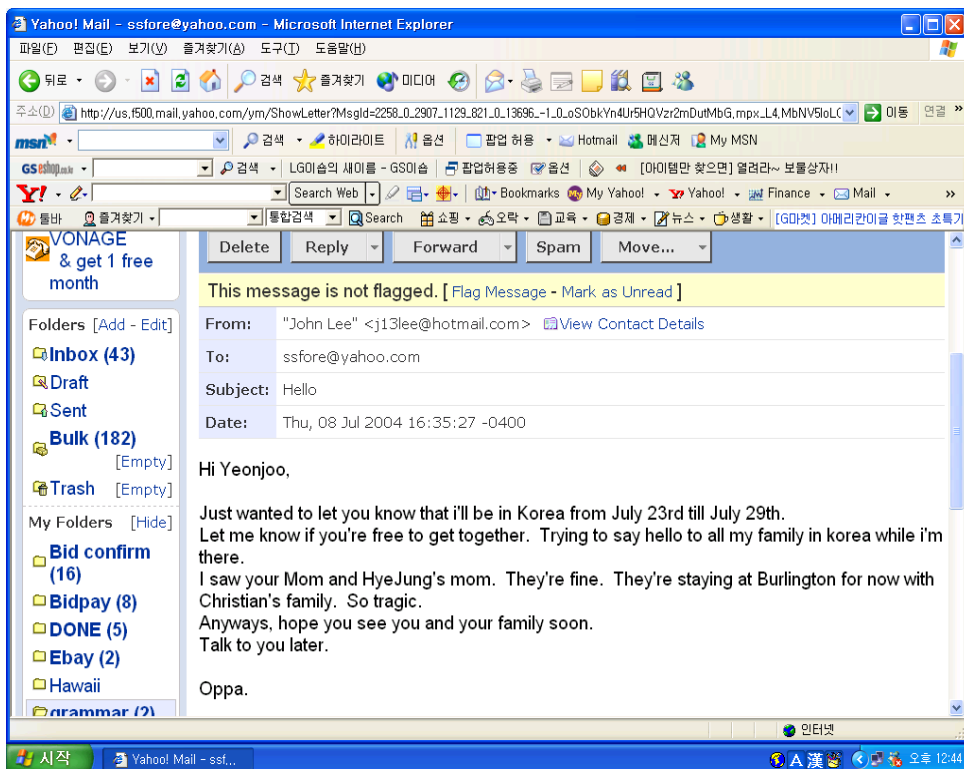 Yahoo! Mail - ssfore@yahoo.com - Microsoft Internet Explorer
파일(F) 편집(E) 보기(V) 즐겨찾기(A) 도구(T) 도움말(H)
뒤로 검색 즐겨찾기 미디어
주소(D) http://us.f500.mail.yahoo.com/ym/ShowLetter?MsgId= 이동 연결 »
msn 검색 하이라이트 옵션 팝업 허용 Hotmail 메신저 My MSN
GSeshop 검색 LG이숍의 새이름 - GS이숍 팝업허용중 옵션 [아이템만 찾으면] 열려라~ 보물상자!!
Y! Search Web Bookmarks My Yahoo! Yahoo! Finance Mail »
툴바 즐겨찾기 통합검색 Search 쇼핑 오락 교육 경제 뉴스 생활 [G마켓] 아메리칸이글 핫팬츠 초특가
VONAGE
& get 1 free
month
Delete Reply Forward Spam Move...
This message is not flagged. [ Flag Message - Mark as Unread ]
From: "John Lee" <j13lee@hotmail.com> View Contact Details
To: ssfore@yahoo.com
Subject: Hello
Date: Thu, 08 Jul 2004 16:35:27 -0400
Folders [Add - Edit]
Inbox (43)
Draft
Sent
Bulk (182)
[Empty]
Trash [Empty]
My Folders [Hide]
Bid confirm
(16)
Bidpay (8)
DONE (5)
Ebay (2)
Hawaii
grammar (2)
Hi Yeonjoo,
Just wanted to let you know that i'll be in Korea from July 23rd till July 29th.
Let me know if you're free to get together. Trying to say hello to all my family in korea while i'm
there.
I saw your Mom and HyeJung's mom. They're fine. They're staying at Burlington for now with
Christian's family. So tragic.
Anyways, hope you see you and your family soon.
Talk to you later.
Oppa.
인터넷
시작 Yahoo! Mail - ssf... A 漢 오후 12:44